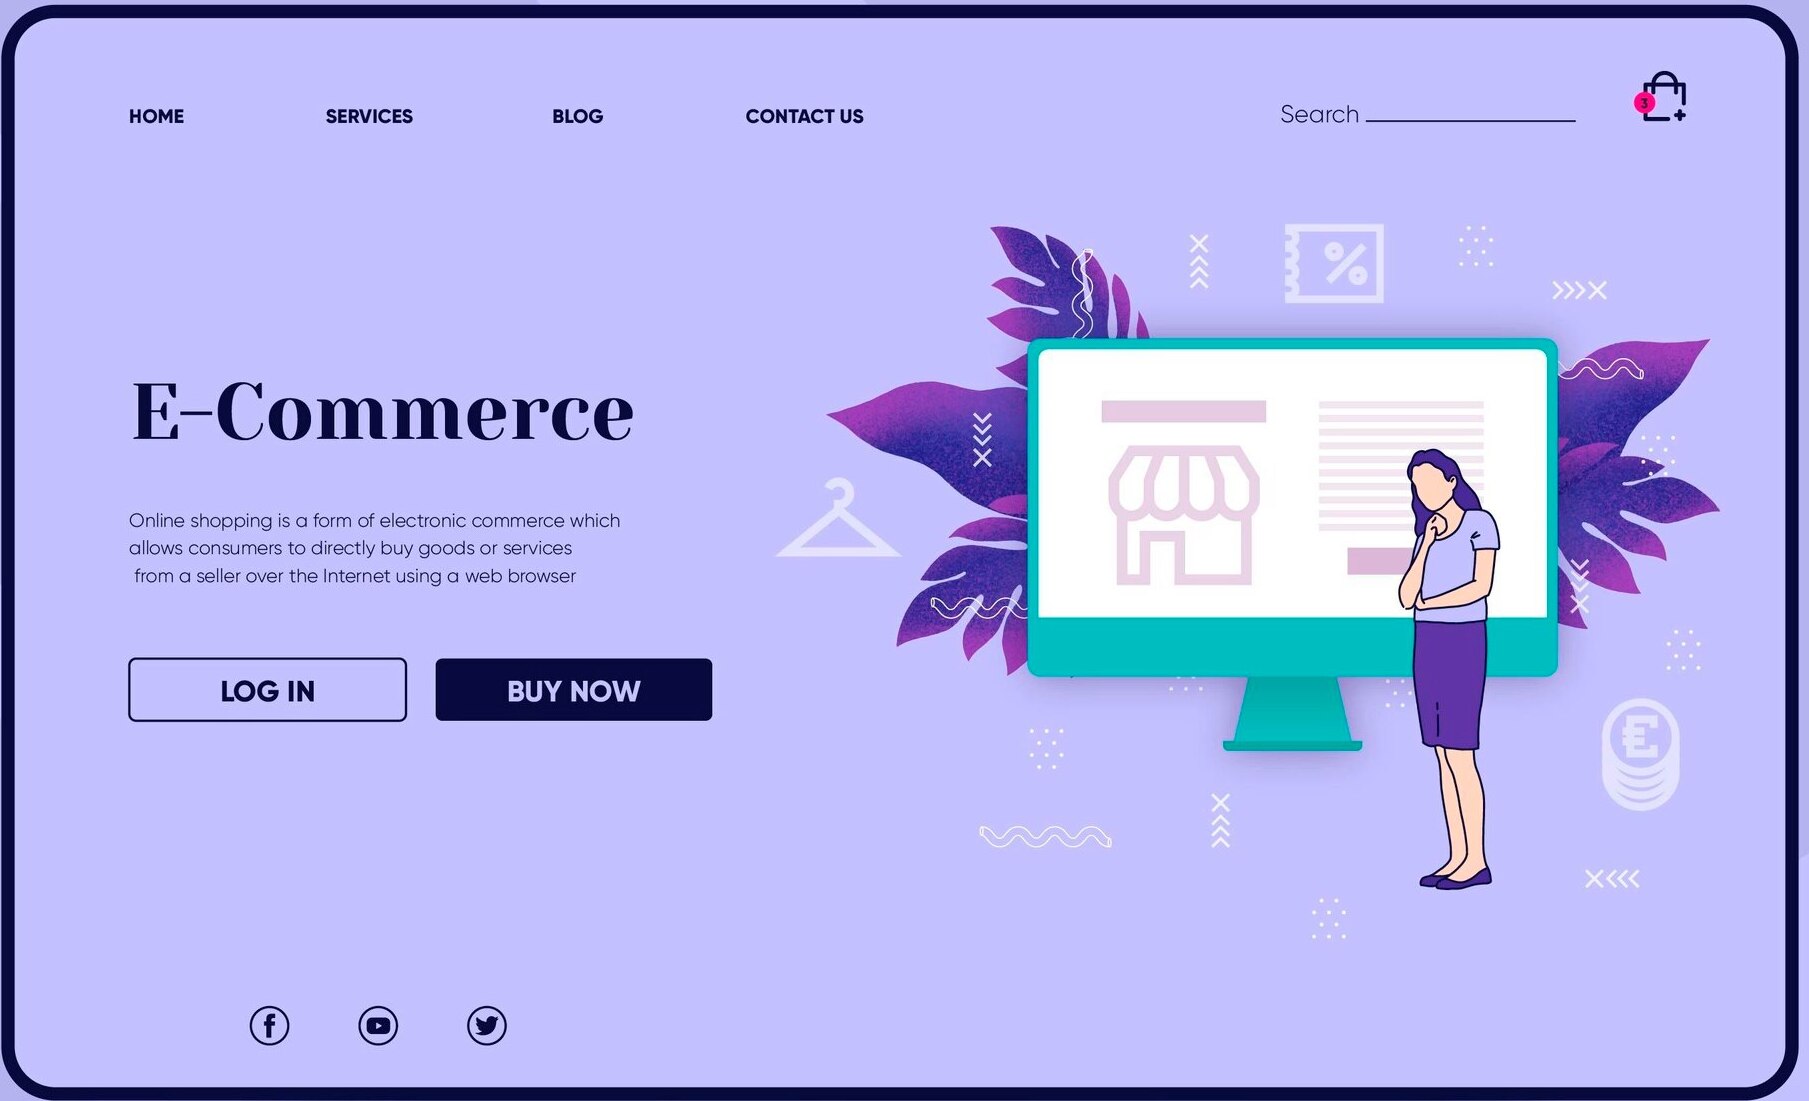 HOME
SERVICES
BLOG
CONTACT US
Search
3
%
E-Commerce
Online shopping is a form of electronic commerce which
allows consumers to directly buy goods or services
from a seller over the Internet using a web browser
LOG IN
BUY NOW
€
f